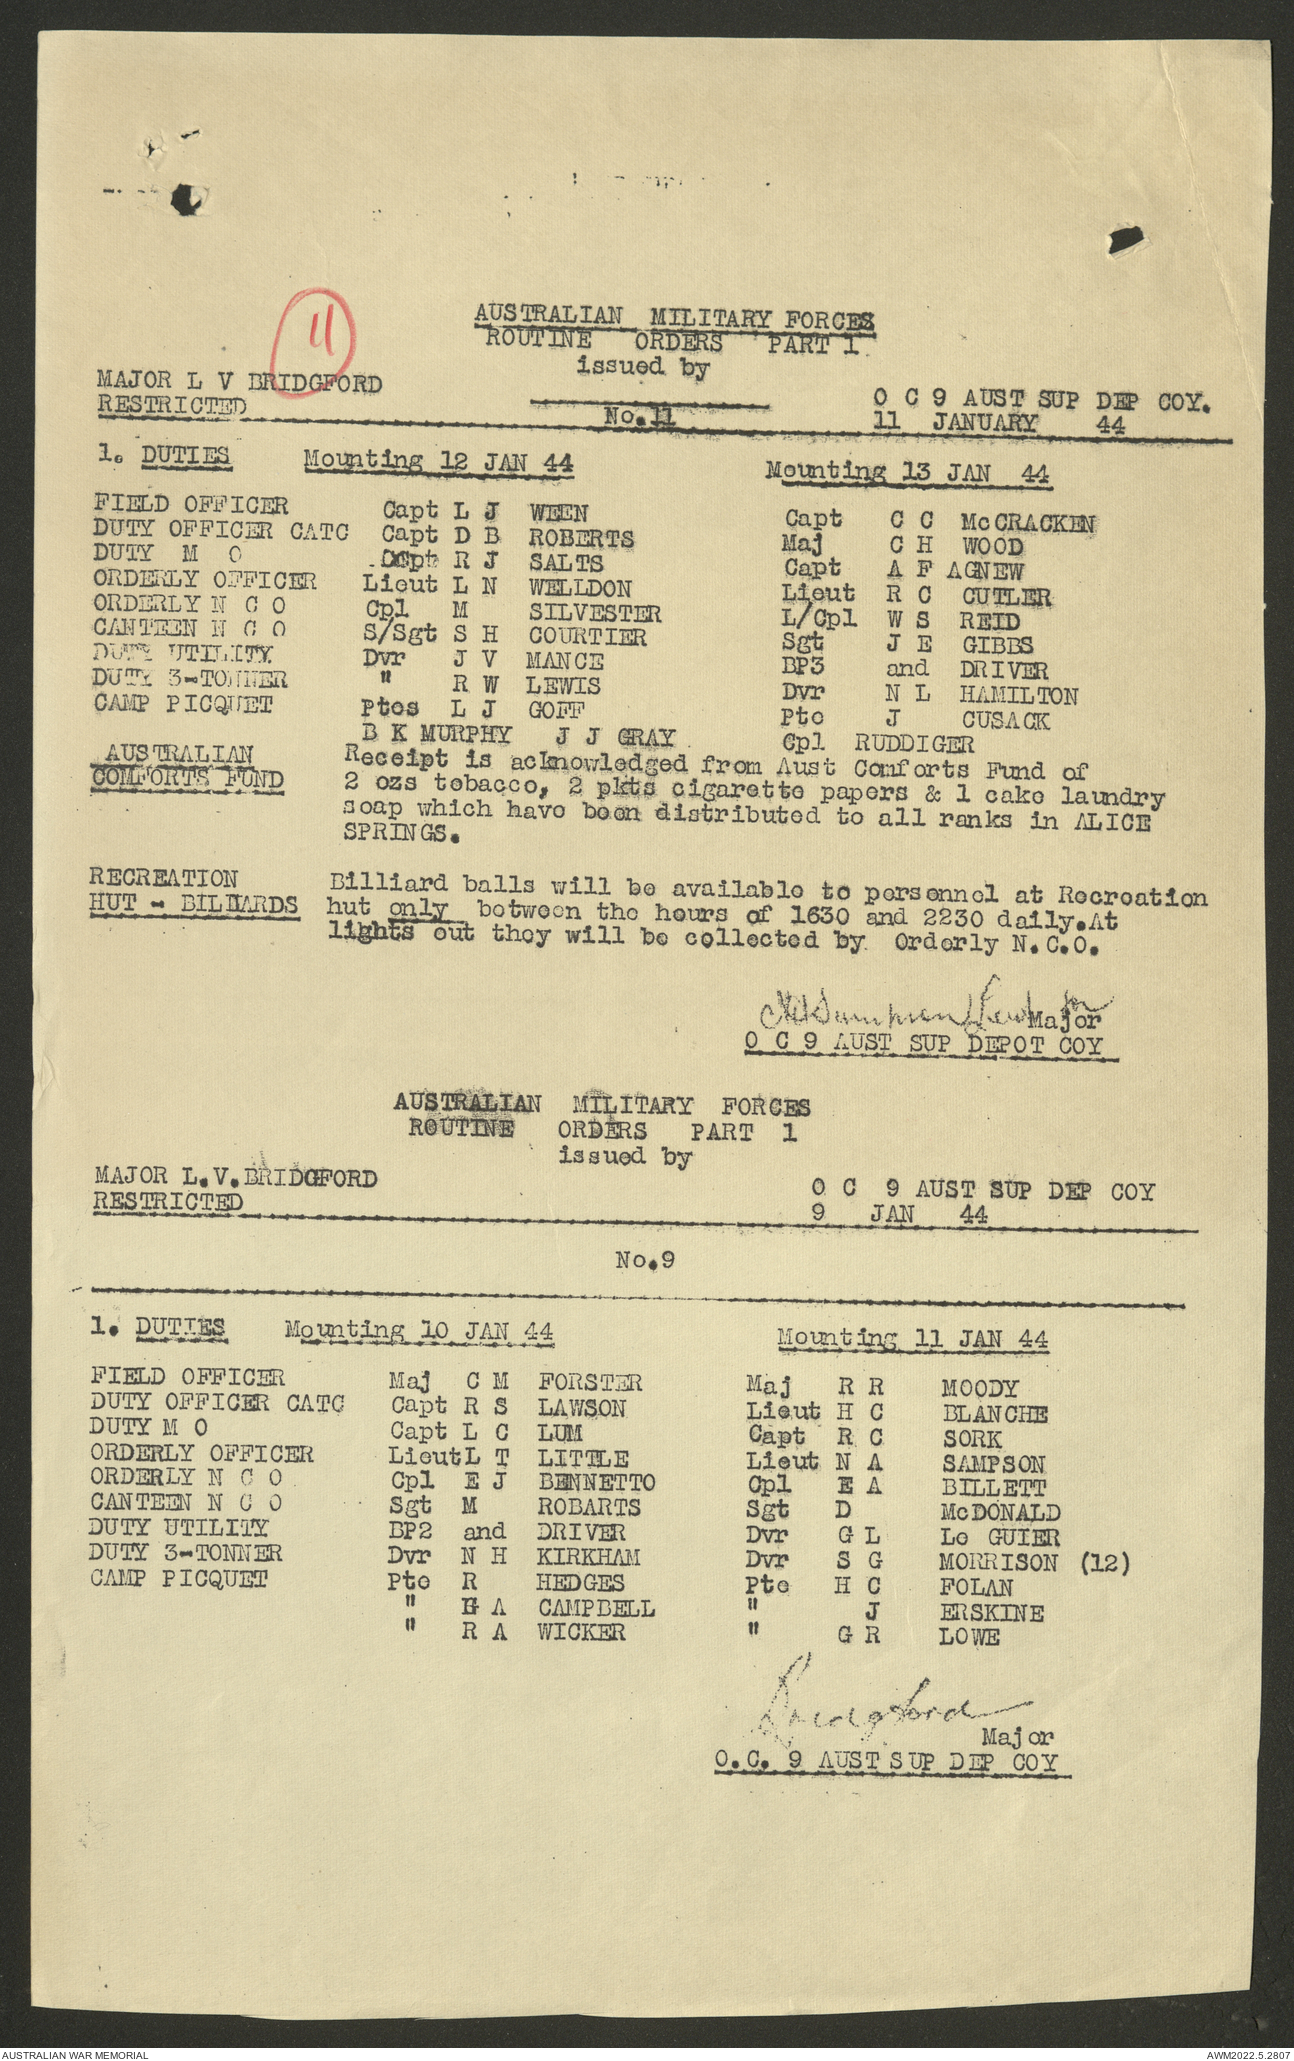 11
AUSTRALIAN MILITARY FORCES
ROUTINE ORDERS PART 1
issued by
MAJOR L V BRIDGFORD
O C 9 AUST SUP DEP COY.
RESTRICTED
No.11
11 JANUARY 44
1. DUTIES Mounting 12 JAN 44 Mounting 13 JAN 44
FIELD OFFICER Capt L J WEEN Capt C C McCRACKEN
DUTY OFFICER CATC Capt D B ROBERTS Maj C H WOOD
DUTY M O Capt R J SALTS Capt A F AGNEW
ORDERLY OFFICER Lieut L N WELLDON Lieut R C CUTLER
ORDERLY N C O Cpl M SILVESTER L/Cpl W S REID
CANTEEN N C O S/Sgt S H COURTIER Sgt J E GIBBS
DUTY UTILITY Dvr J V MANCE BP3 and DRIVER
DUTY 3-TONNER " R W LEWIS Dvr N L HAMILTON
CAMP PICQUET Ptes L J GOFF Pte J CUSACK
B K MURPHY J J GRAY Cpl RUDDIGER
AUSTRALIAN Receipt is acknowledged from Aust Comforts Fund of
COMFORTS FUND 2 ozs tobacco, 2 pkts cigarette papers & 1 cake laundry
soap which have been distributed to all ranks in ALICE
SPRINGS.
RECREATION Billiard balls will be available to personnel at Recreation
HUT - BILLIARDS hut only between the hours of 1630 and 2230 daily.At
lights out they will be collected by Orderly N.C.O.
Major
O C 9 AUST SUP DEPOT COY
AUSTRALIAN MILITARY FORCES
ROUTINE ORDERS PART 1
issued by
MAJOR L.V.BRIDGFORD
O C 9 AUST SUP DEP COY
RESTRICTED
9 JAN 44
No.9
1. DUTIES Mounting 10 JAN 44 Mounting 11 JAN 44
FIELD OFFICER Maj C M FORSTER Maj R R MOODY
DUTY OFFICER CATC Capt R S LAWSON Lieut H C BLANCHE
DUTY M O Capt L C LUM Capt R C SORK
ORDERLY OFFICER Lieut L T LITTLE Lieut N A SAMPSON
ORDERLY N C O Cpl E J BENNETTO Cpl E A BILLETT
CANTEEN N C O Sgt M ROBARTS Sgt D McDONALD
DUTY UTILITY BP2 and DRIVER Dvr G L Le GUIER
DUTY 3-TONNER Dvr N H KIRKHAM Dvr S G MORRISON (12)
CAMP PICQUET Pte R HEDGES Pte H C FOLAN
" A CAMPBELL " J ERSKINE
" R A WICKER " G R LOWE
Bridgford
Major
O.C. 9 AUST SUP DEP COY
AUSTRALIAN WAR MEMORIAL
AWM2022.5.2807